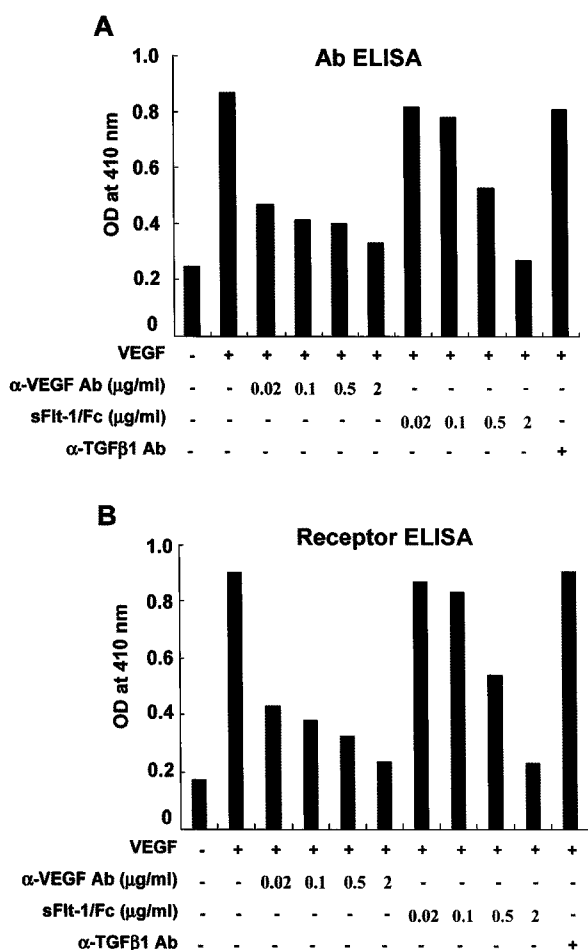 A
Ab ELISA
OD at 410 nm
1.0
0.8
0.6
0.4
0.2
0
VEGF - + + + + + + + + + +
α-VEGF Ab (μg/ml) - - 0.02 0.1 0.5 2 - - - - -
sFlt-1/Fc (μg/ml) - - - - - - 0.02 0.1 0.5 2 -
α-TGFβ1 Ab - - - - - - - - - - +
B
Receptor ELISA
OD at 410 nm
1.0
0.8
0.6
0.4
0.2
0
VEGF - + + + + + + + + + +
α-VEGF Ab (μg/ml) - - 0.02 0.1 0.5 2 - - - - -
sFlt-1/Fc (μg/ml) - - - - - - 0.02 0.1 0.5 2 -
α-TGFβ1 Ab - - - - - - - - - - +